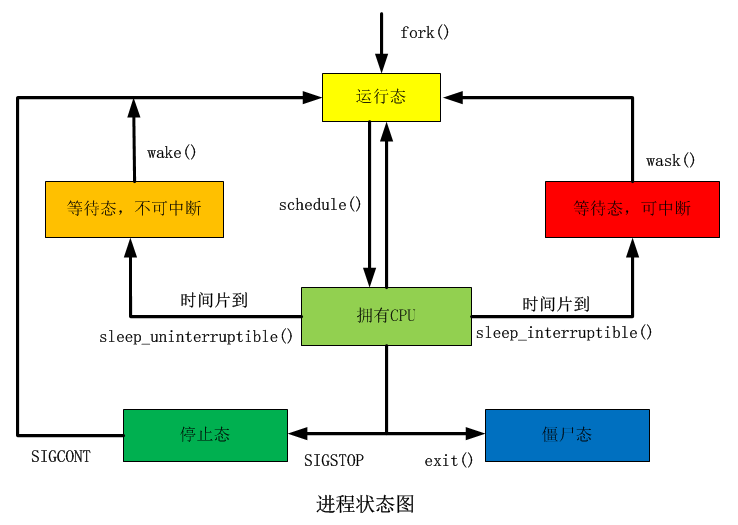 fork()
运行态
wake()
wask()
等待态，不可中断
schedule()
等待态，可中断
时间片到
拥有CPU
时间片到
sleep_uninterruptible()
sleep_interruptible()
停止态
僵尸态
SIGCONT
SIGSTOP
exit()
进程状态图